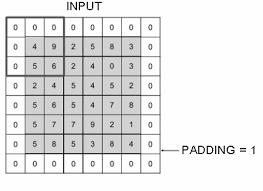 INPUT
0 0 0 0 0 0 0 0
0 4 9 2 5 8 3 0
0 5 6 2 4 0 3 0
0 2 4 5 4 5 2 0
0 5 6 5 4 7 8 0
0 5 7 7 9 2 1 0
0 5 8 5 3 8 4 0
0 0 0 0 0 0 0 0
PADDING = 1